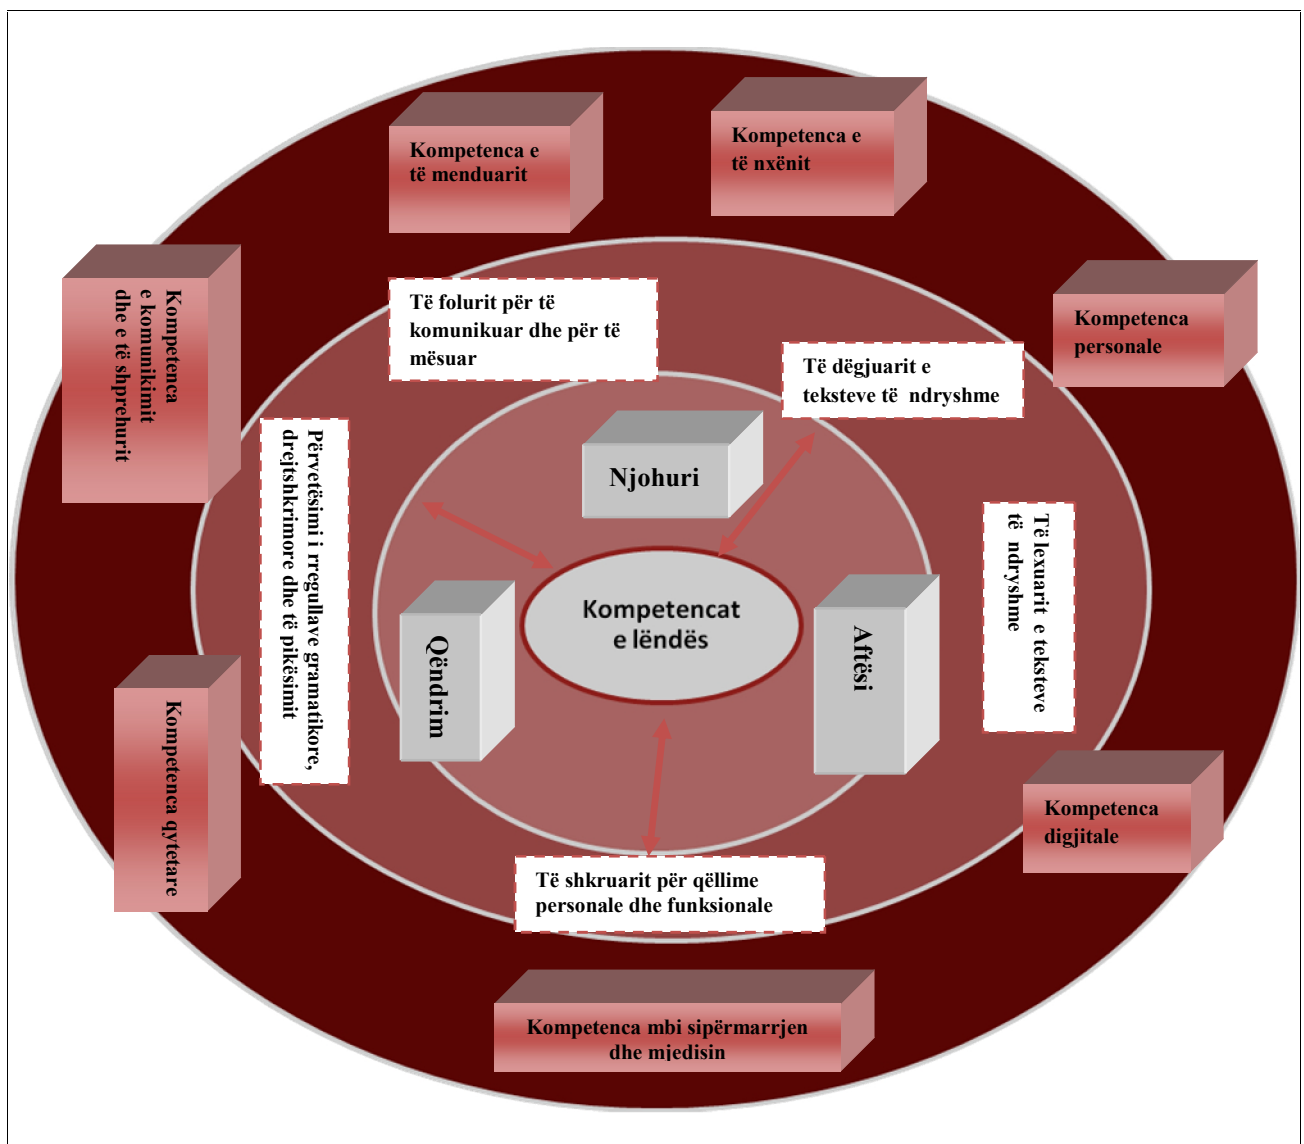 Kompetenca e
të menduarit
Kompetenca e
të nxënit
Kompetenca
e komunikimit
dhe e të shprehurit
Kompetenca
personale
Të folurit për të
komunikuar dhe për të
mësuar
Të dëgjuarit e
teksteve të ndryshme
Përvetësimi i rregullave gramatikore,
drejtshkrimore dhe të pikësimit
Njohuri
Të lexuarit e teksteve
të ndryshme
Kompetencat
e lëndës
Qëndrim
Aftësi
Kompetenca qytetare
Kompetenca
digjitale
Të shkruarit për qëllime
personale dhe funksionale
Kompetenca mbi sipërmarrjen
dhe mjedisin